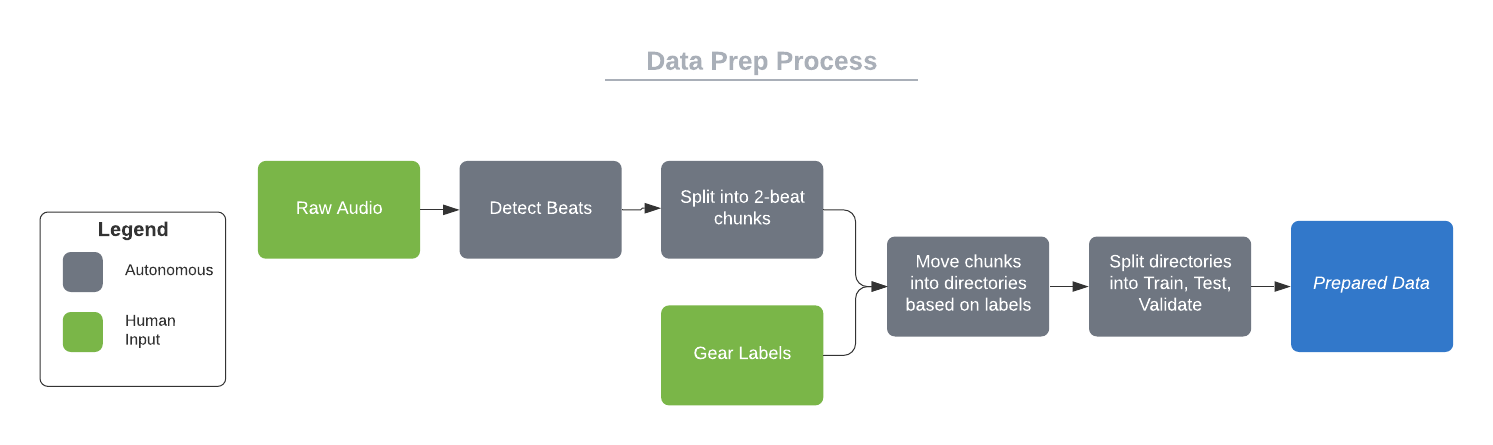 Data Prep Process
Raw Audio
Detect Beats
Split into 2-beat
chunks
Legend
Autonomous
Human
Input
Move chunks
into directories
based on labels
Split directories
into Train, Test,
Validate
Prepared Data
Gear Labels